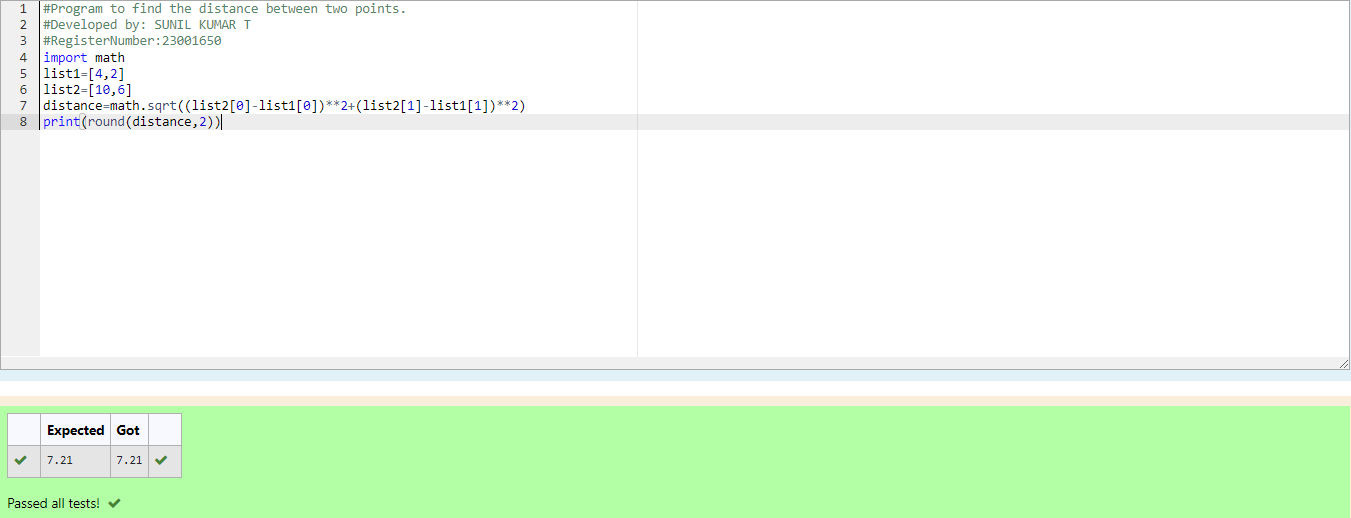 1 #Program to find the distance between two points.
2 #Developed by: SUNIL KUMAR T
3 #RegisterNumber:23001650
4 import math
5 list1=[4,2]
6 list2=[10,6]
7 distance=math.sqrt((list2[0]-list1[0])**2+(list2[1]-list1[1])**2)
8 print(round(distance,2))
Expected Got
7.21 7.21
Passed all tests!